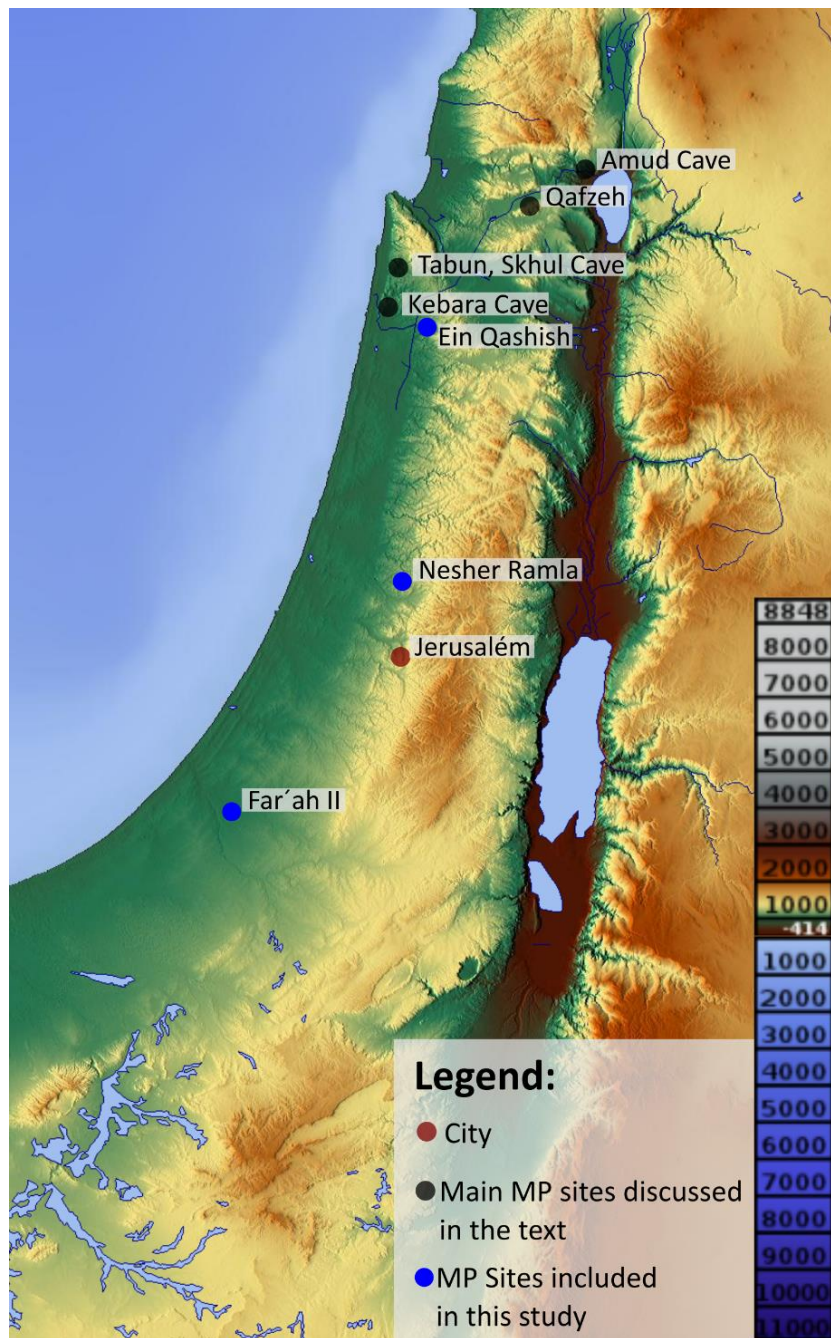 Amud Cave
Qafzeh
Tabun, Skhul Cave
Kebara Cave
Ein Qashish
Nesher Ramla
Jerusalém
Far´ah II
8848
8000
7000
6000
5000
4000
3000
2000
1000
-414
1000
2000
3000
4000
5000
6000
7000
8000
9000
10000
11000
Legend:
City
Main MP sites discussed
in the text
MP Sites included
in this study